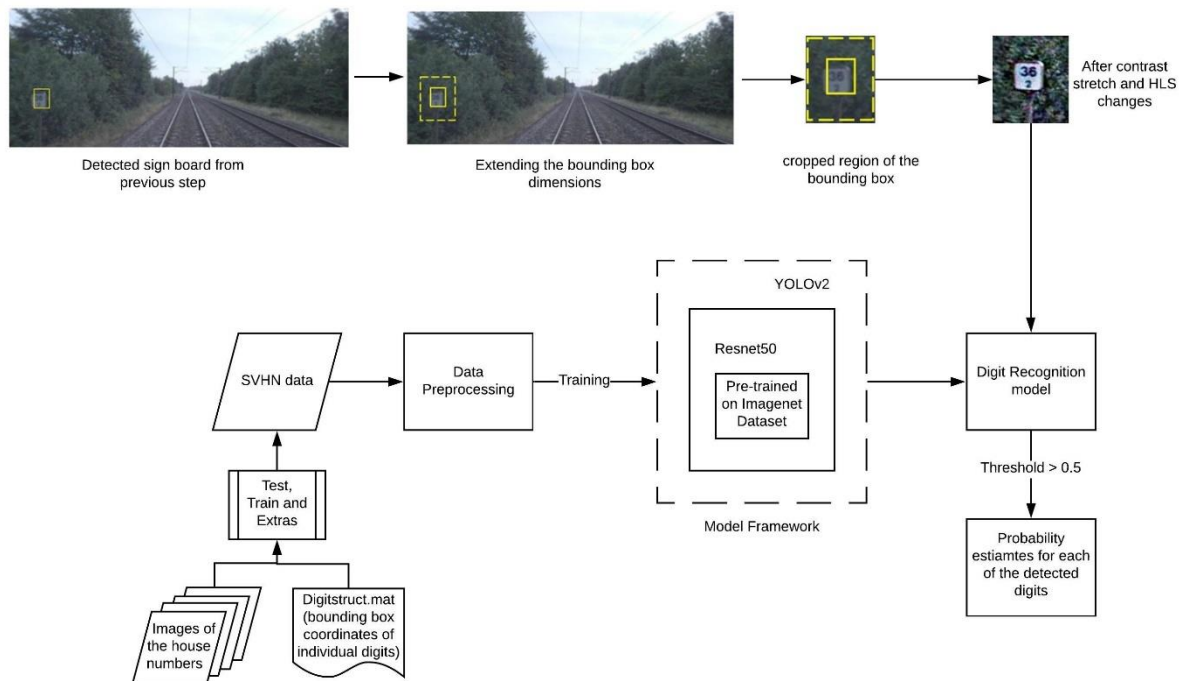 36
36
2
After contrast
stretch and HLS
changes
Detected sign board from
previous step
Extending the bounding box
dimensions
cropped region of the
bounding box
YOLOv2
Resnet50
Pre-trained
on Imagenet
Dataset
SVHN data
Data
Preprocessing
Training
Digit Recognition
model
Threshold > 0.5
Test,
Train and
Extras
Model Framework
Probability
estiamtes for each
of the detected
digits
Images of
the house
numbers
Digitstruct.mat
(bounding box
coordinates of
individual digits)